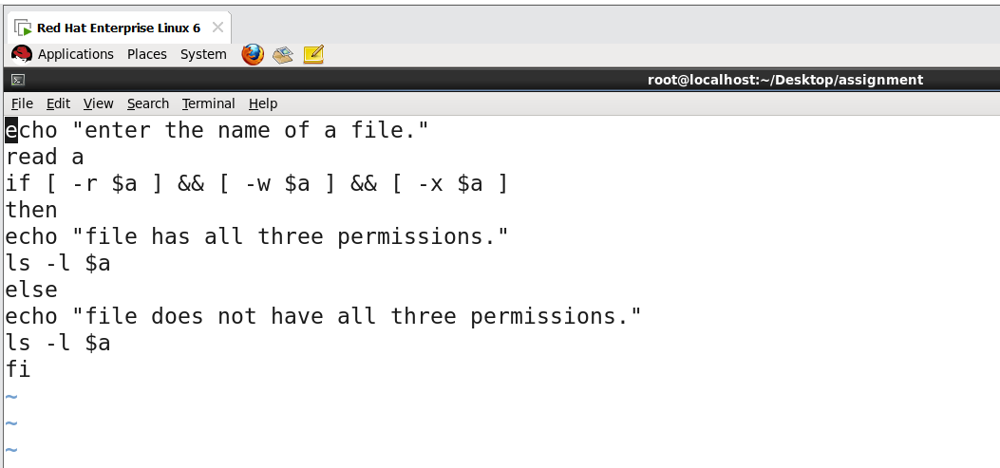 Red Hat Enterprise Linux 6
Applications Places System
root@localhost:~/Desktop/assignment
File Edit View Search Terminal Help
echo "enter the name of a file."
read a
if [ -r $a ] && [ -w $a ] && [ -x $a ]
then
echo "file has all three permissions."
ls -l $a
else
echo "file does not have all three permissions."
ls -l $a
fi
~
~
~